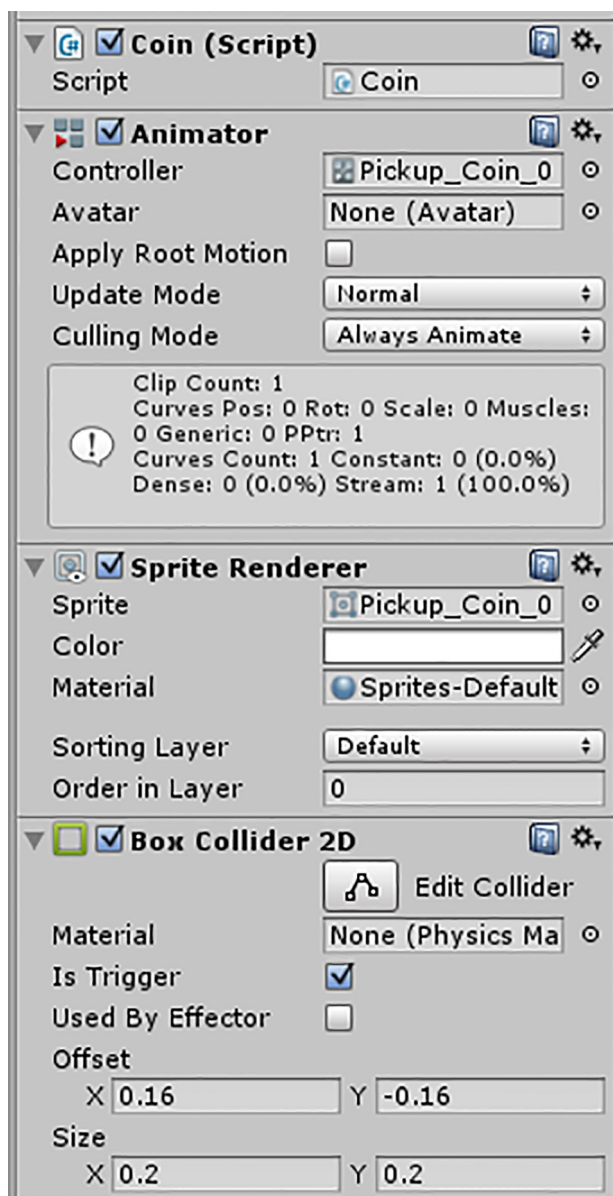 Coin (Script)
Script Coin
Animator
Controller Pickup_Coin_0
Avatar None (Avatar)
Apply Root Motion
Update Mode Normal
Culling Mode Always Animate
Clip Count: 1
Curves Pos: 0 Rot: 0 Scale: 0 Muscles:
0 Generic: 0 PPtr: 1
Curves Count: 1 Constant: 0 (0.0%)
Dense: 0 (0.0%) Stream: 1 (100.0%)
Sprite Renderer
Sprite Pickup_Coin_0
Color
Material Sprites-Default
Sorting Layer Default
Order in Layer 0
Box Collider 2D
Edit Collider
Material None (Physics Ma
Is Trigger
Used By Effector
Offset
X 0.16 Y -0.16
Size
X 0.2 Y 0.2